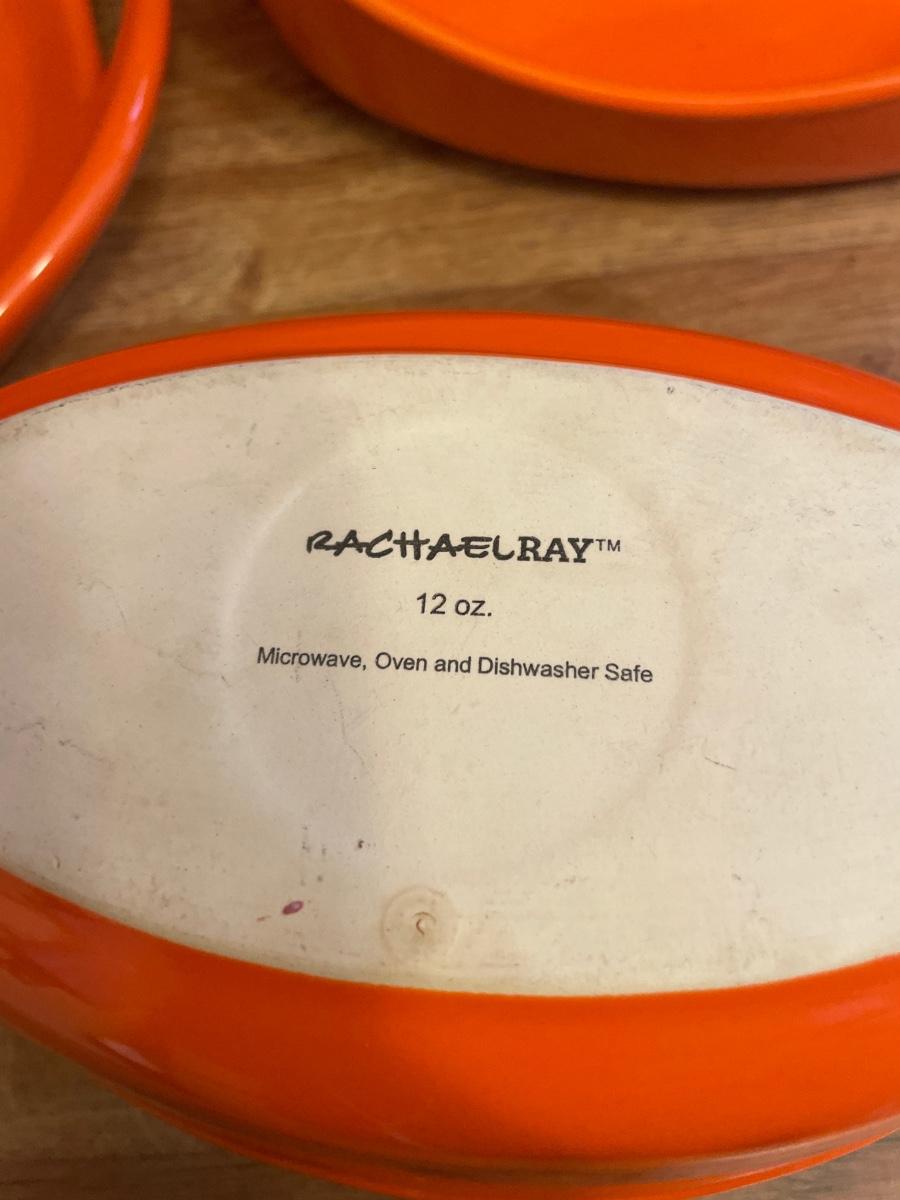 RACHAELRAY™
12 oz.
Microwave, Oven and Dishwasher Safe